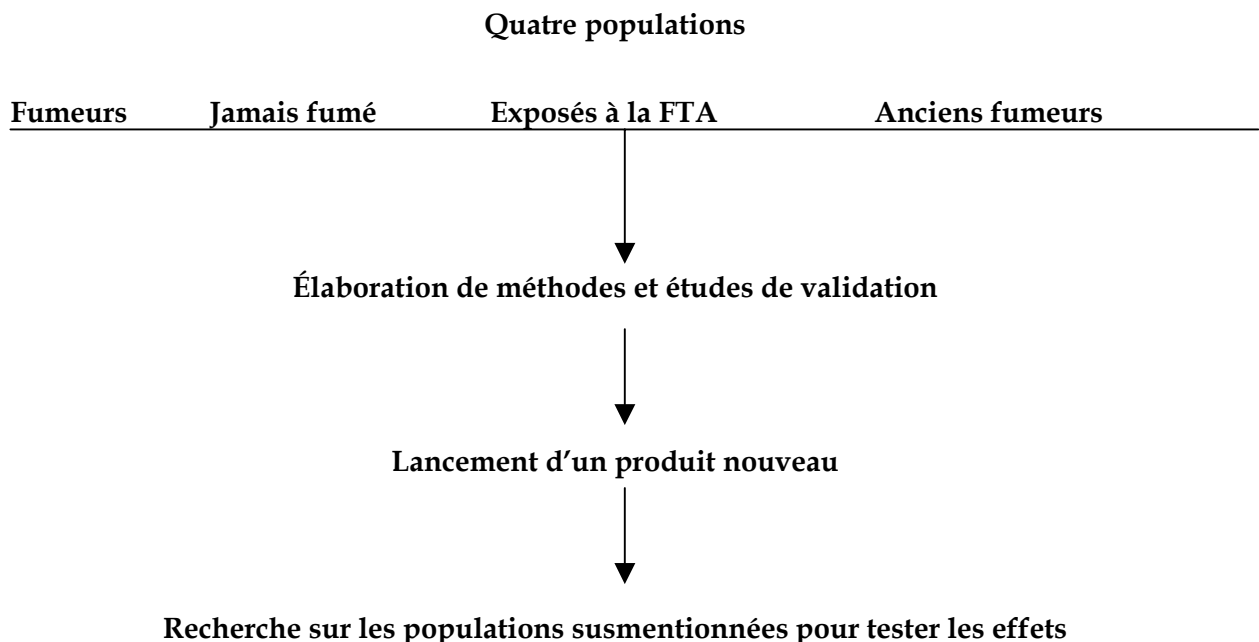 Quatre populations
Fumeurs Jamais fumé Exposés à la FTA Anciens fumeurs
Élaboration de méthodes et études de validation
Lancement d’un produit nouveau
Recherche sur les populations susmentionnées pour tester les effets